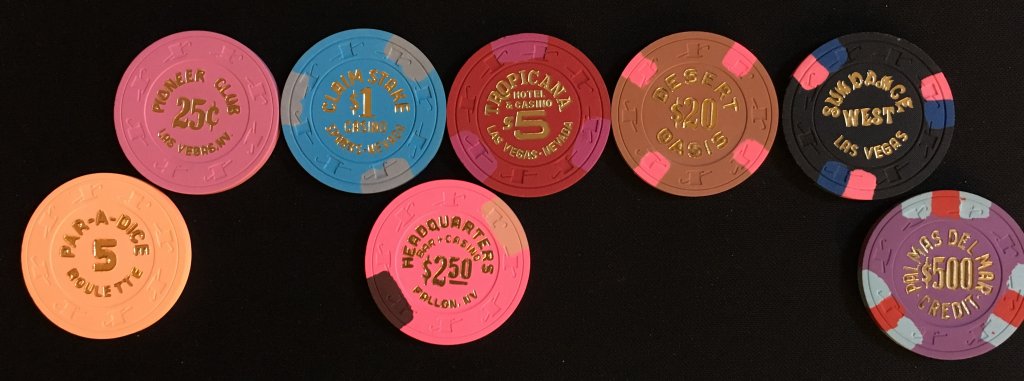 PIONEER CLUB
25¢
LAS VEGAS, NV
CLAIM STAKE
$1
CASINO
SPARKS, NEVADA
TROPICANA
HOTEL
& CASINO
$5
LAS VEGAS · NEVADA
DESERT
$20
OASIS
SUNDANCE
WEST
LAS VEGAS
PAR-A-DICE
5
ROULETTE
HEADQUARTERS
BAR · CASINO
$2.50
FALLON, NV
PALMAS DEL MAR
$500
· CREDIT ·